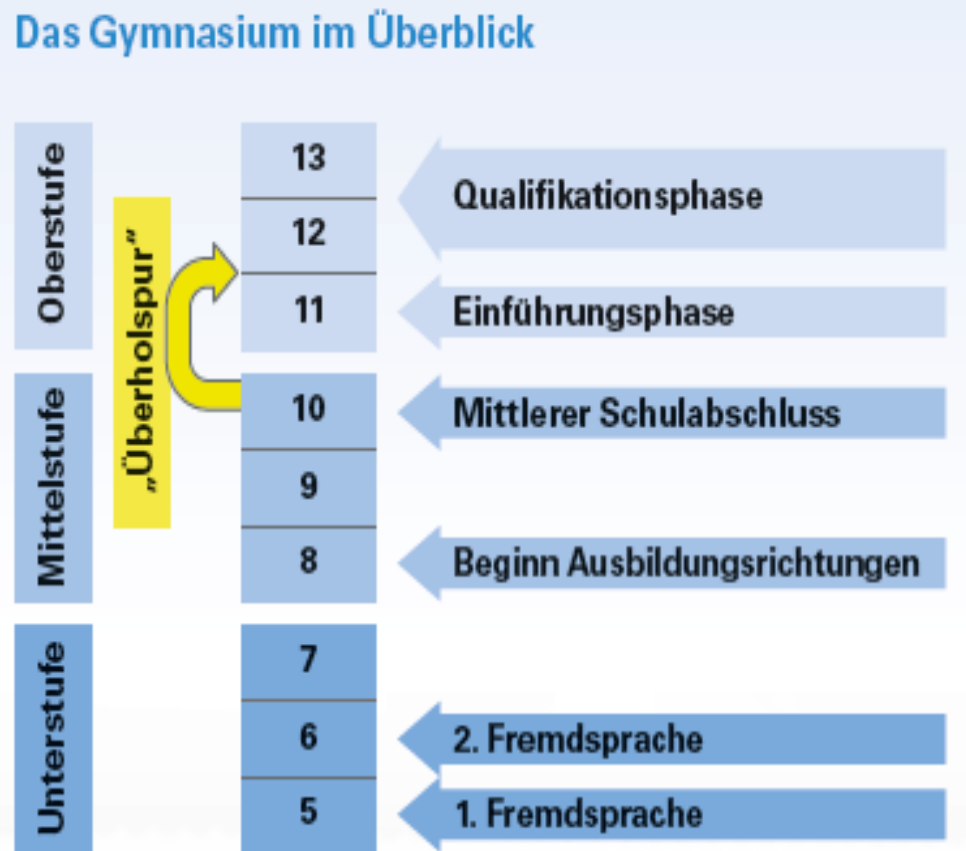 Das Gymnasium im Überblick
Oberstufe
„Überholspur“
13
12
11
Qualifikationsphase
Einführungsphase
Mittelstufe
10
9
8
Mittlerer Schulabschluss
Beginn Ausbildungsrichtungen
Unterstufe
7
6
5
2. Fremdsprache
1. Fremdsprache